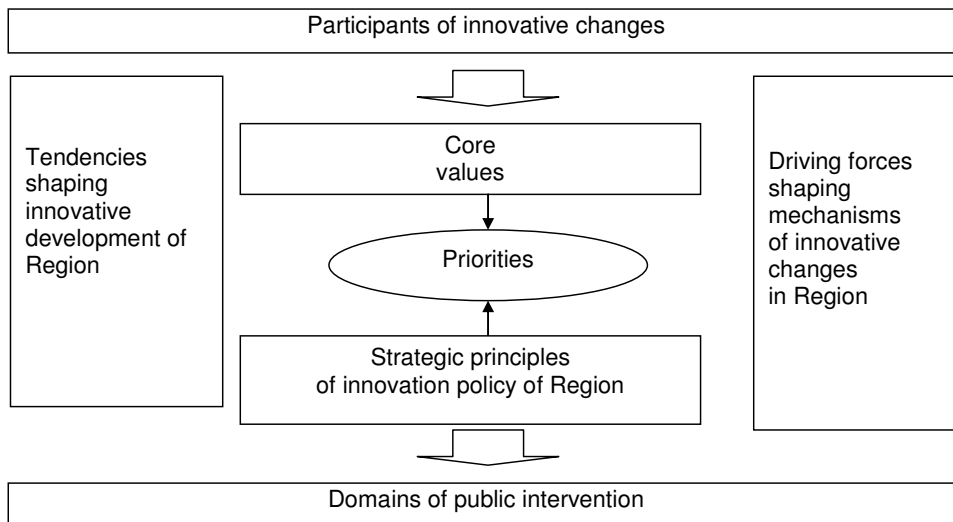 Participants of innovative changes
Tendencies
shaping
innovative
development of
Region
Core
values
Priorities
Strategic principles
of innovation policy of Region
Driving forces
shaping
mechanisms
of innovative
changes
in Region
Domains of public intervention